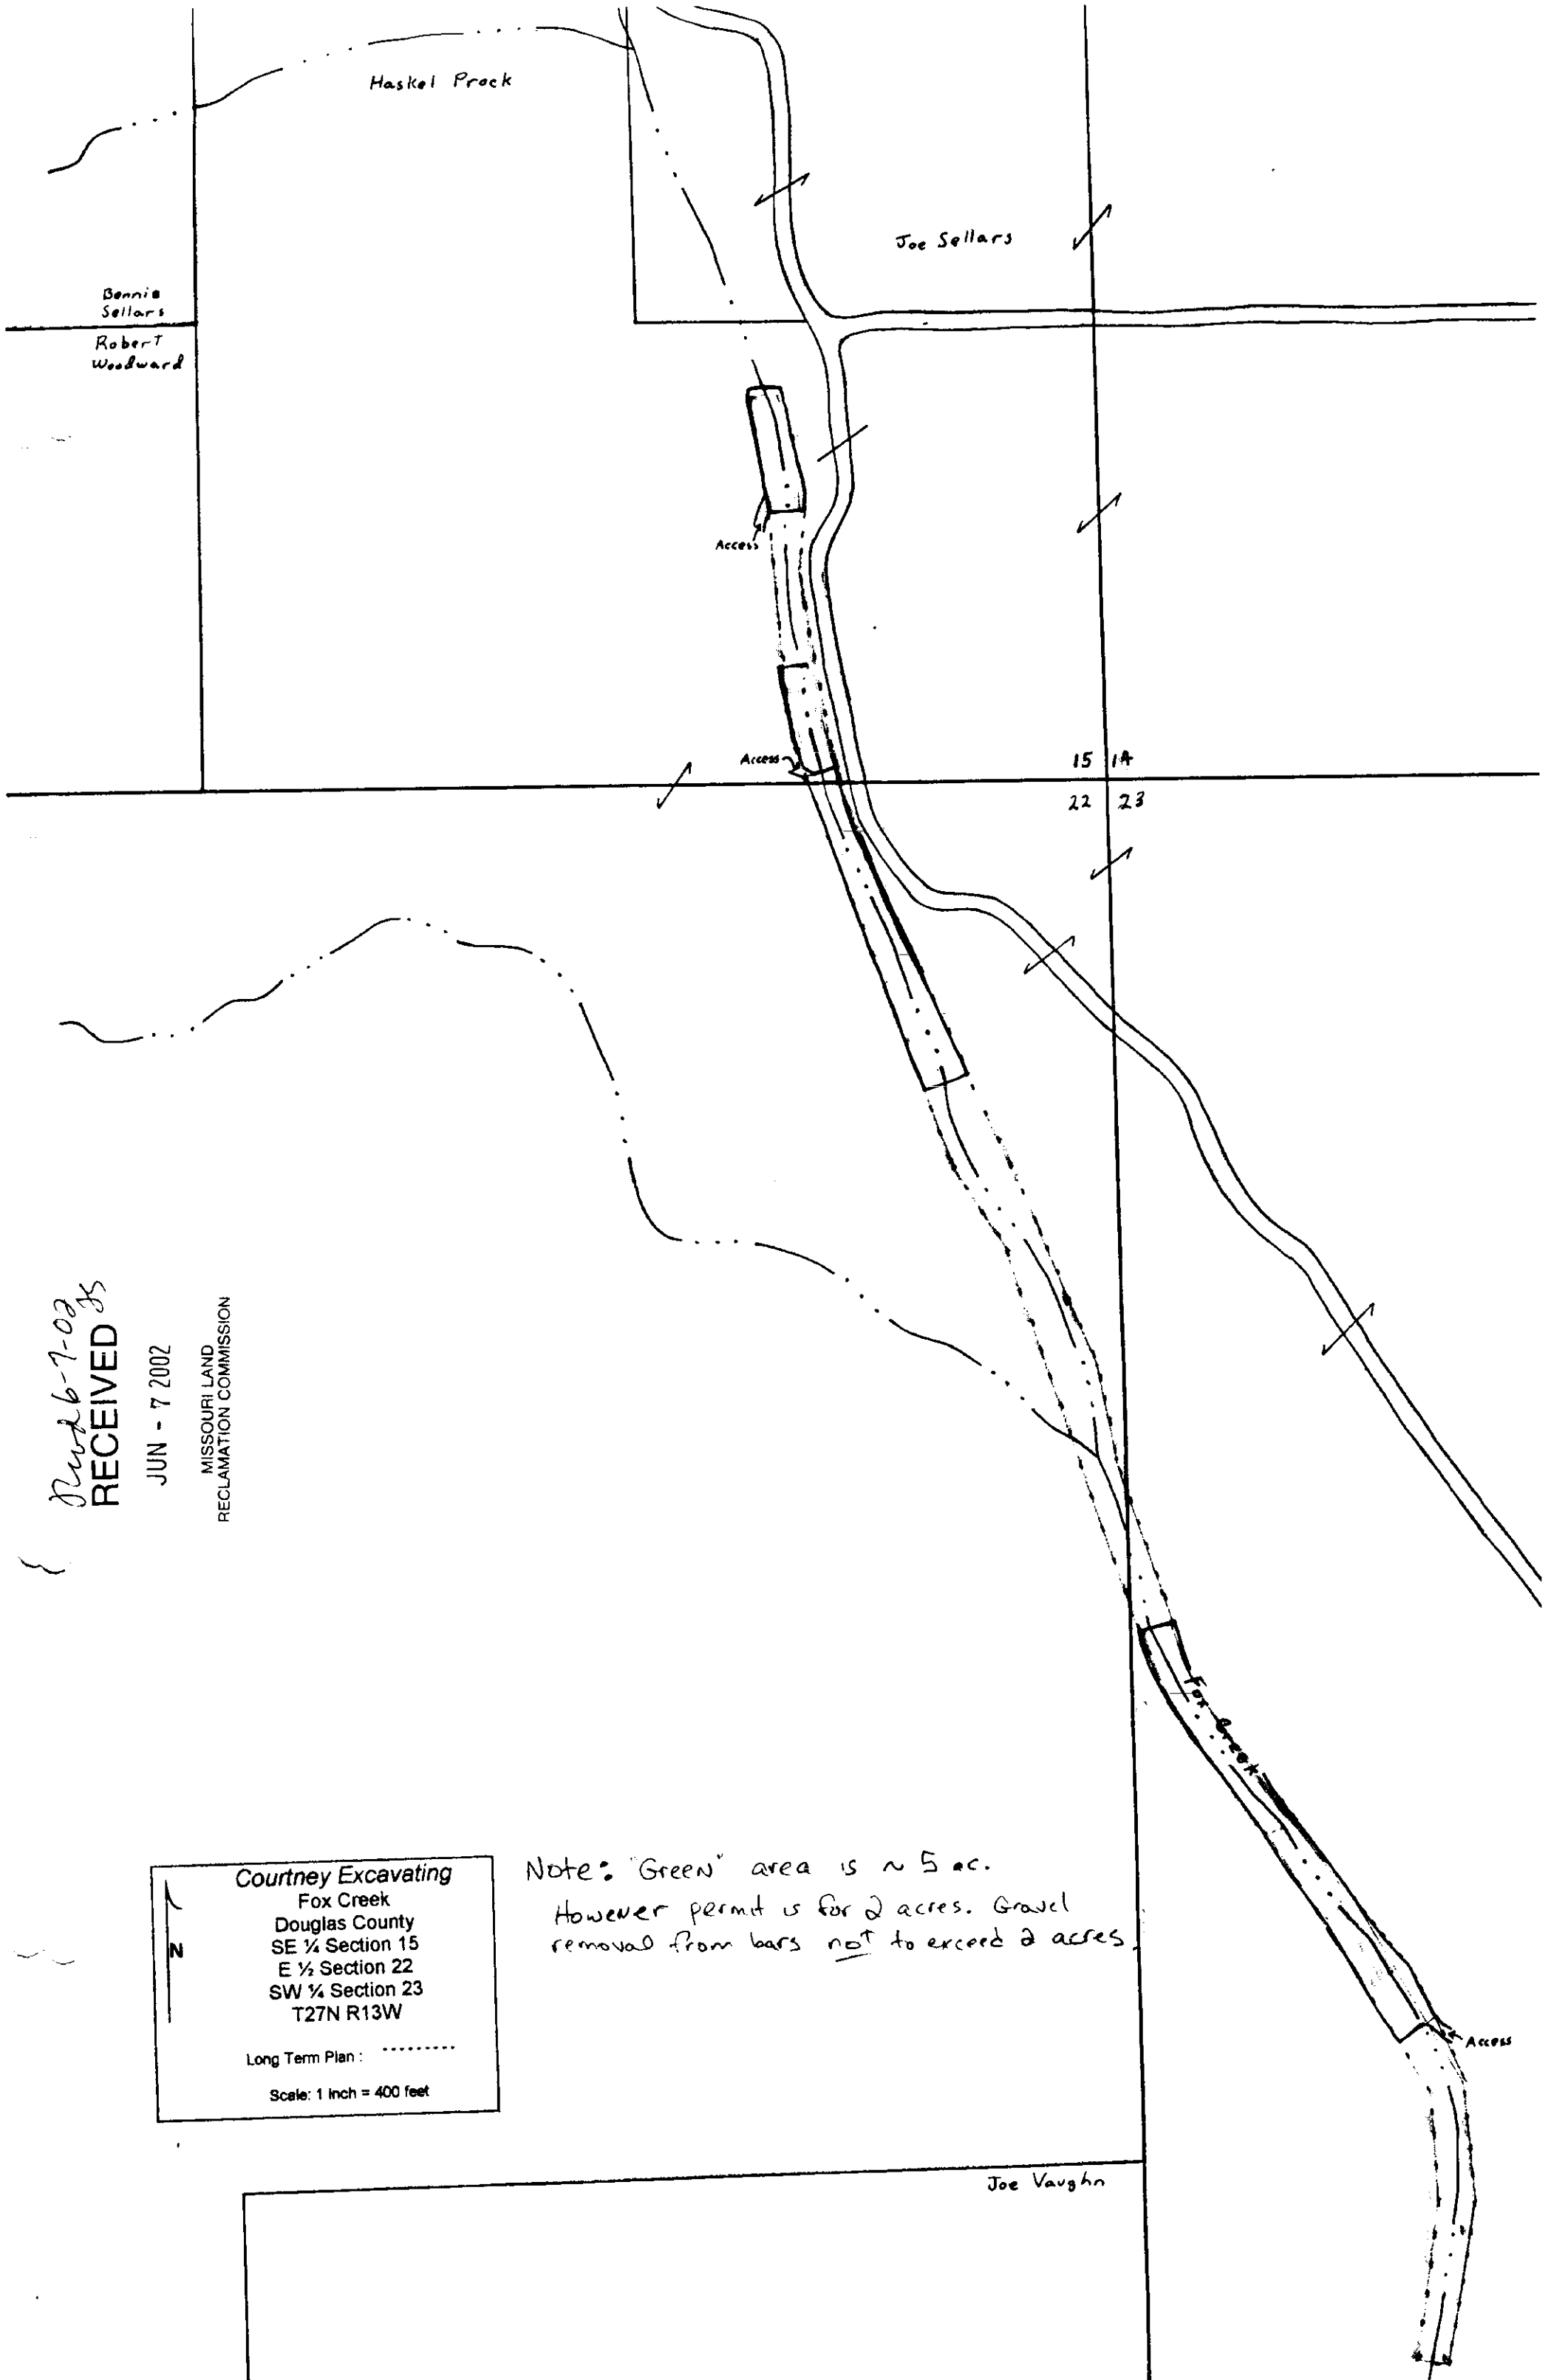 Haskel Prock
Joe Sellars
Bennie
Sellars
Robert
Woodward
Access
Access
15 14
22 23
6-7-02
RECEIVED
JUN - 7 2002
MISSOURI LAND
RECLAMATION COMMISSION
Fox Creek
Courtney Excavating
Fox Creek
Douglas County
SE ¼ Section 15
E ½ Section 22
SW ¼ Section 23
T27N R13W
N
Long Term Plan : ---------
Scale: 1 inch = 400 feet
Note: "Green" area is ~ 5 ac.
However permit is for 2 acres. Gravel
removal from bars not to exceed 2 acres.
Access
Joe Vaughn